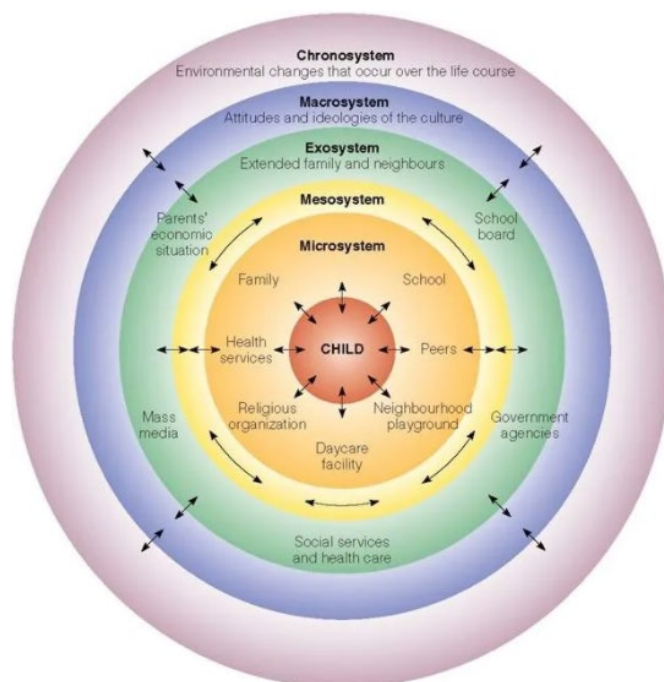 Chronosystem
Environmental changes that occur over the life course
Macrosystem
Attitudes and ideologies of the culture
Exosystem
Extended family and neighbours
Mesosystem
Parents'
economic
situation
School
board
Microsystem
Family
School
Health
services
CHILD
Peers
Religious
organization
Neighbourhood
playground
Mass
media
Government
agencies
Daycare
facility
Social services
and health care